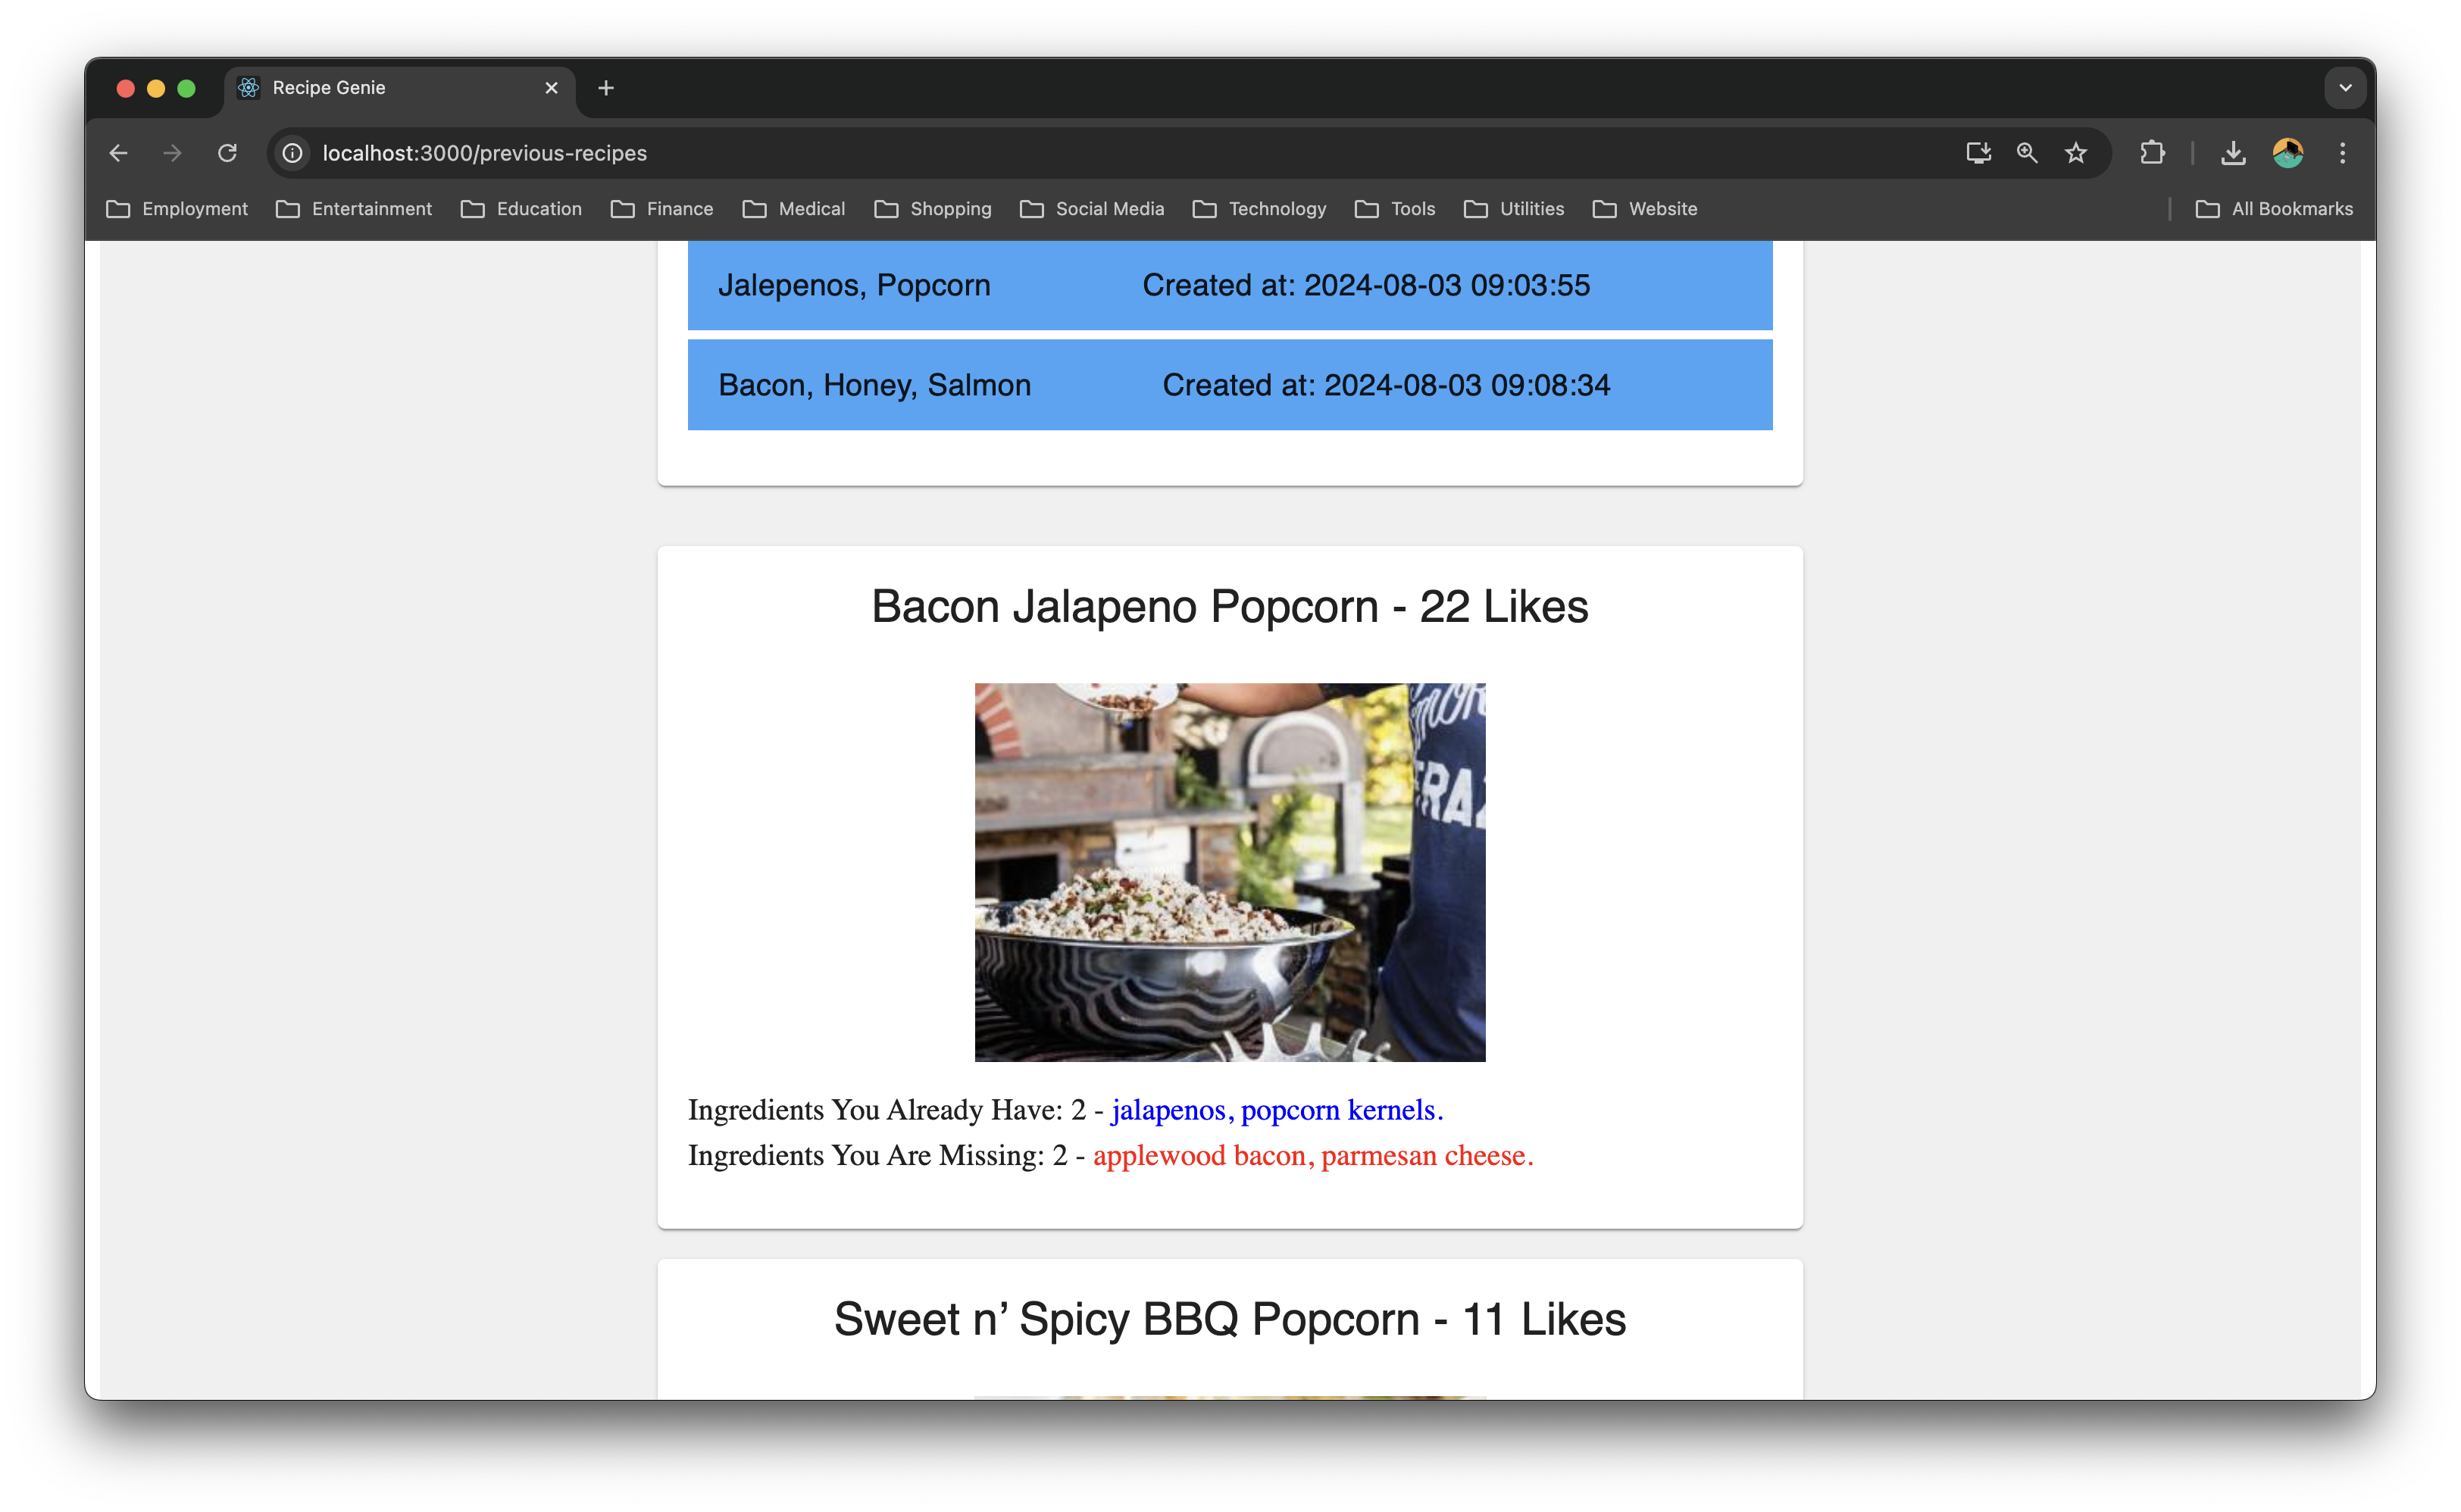 Recipe Genie
localhost:3000/previous-recipes
Employment Entertainment Education Finance Medical Shopping Social Media Technology Tools Utilities Website All Bookmarks
Jalepenos, Popcorn Created at: 2024-08-03 09:03:55
Bacon, Honey, Salmon Created at: 2024-08-03 09:08:34
Bacon Jalapeno Popcorn - 22 Likes
Ingredients You Already Have: 2 - jalapenos, popcorn kernels.
Ingredients You Are Missing: 2 - applewood bacon, parmesan cheese.
Sweet n’ Spicy BBQ Popcorn - 11 Likes